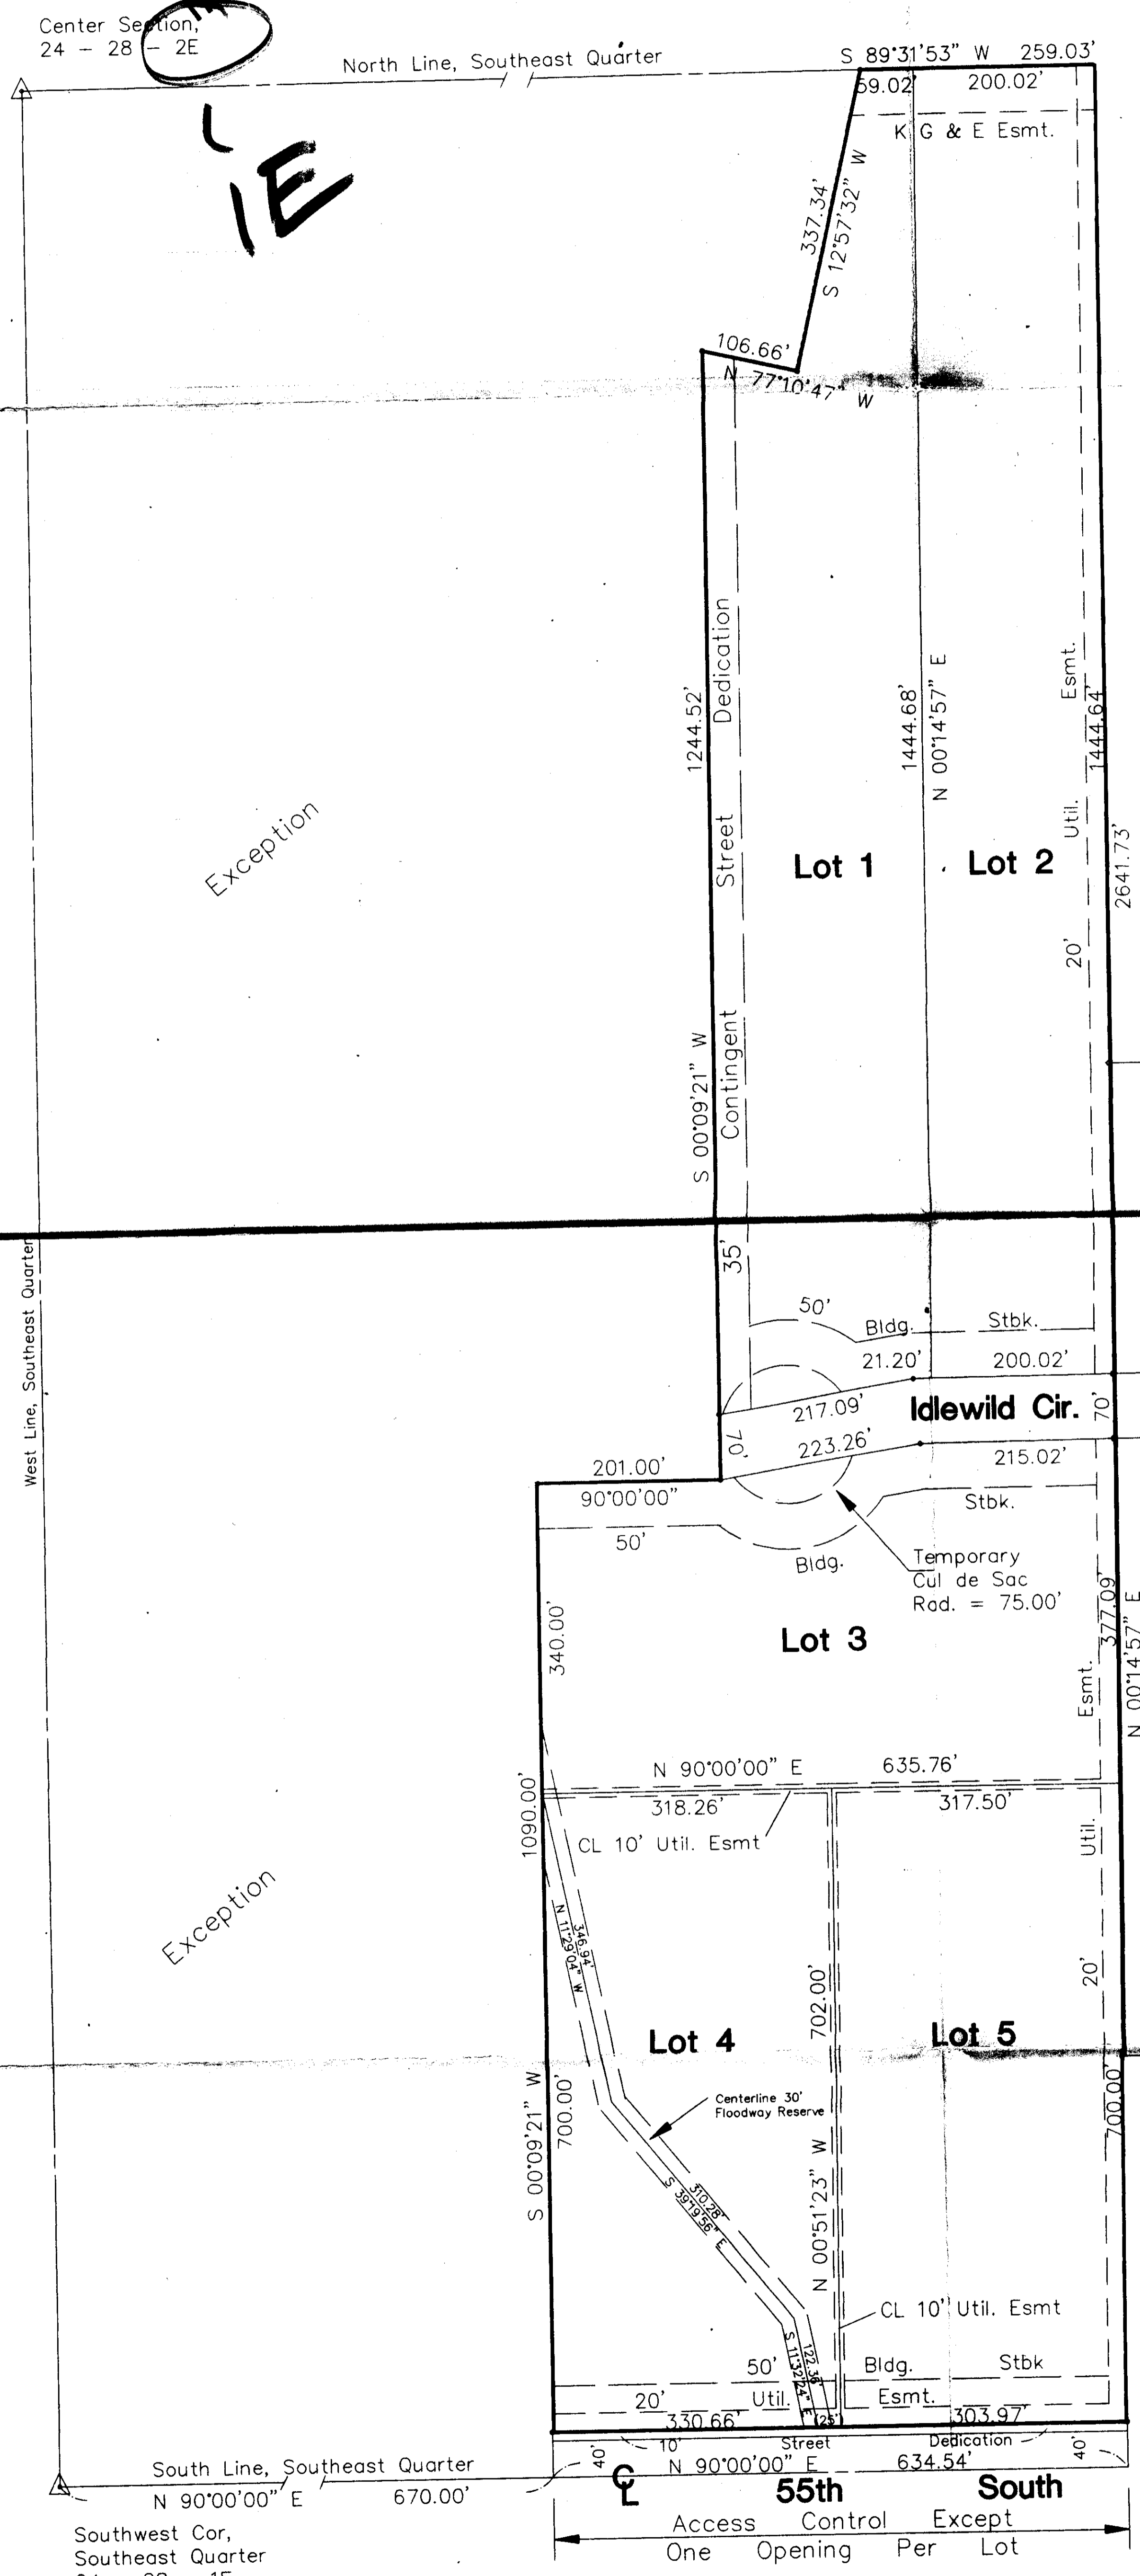 Center Section,
24 - 28 - 2E
1E
North Line, Southeast Quarter
S 89°31'53" W 259.03'
59.02' 200.02'
K G & E Esmt.
337.34'
S 12°57'32" W
106.66'
N 77°10'47" W
1244.52'
S 00°09'21" W
Contingent Street Dedication
1444.68'
N 00°14'57" E
20' Util. Esmt.
1444.64'
2641.73'
Lot 1
Lot 2
Exception
West Line, Southeast Quarter
35'
50'
Bldg. Stbk.
21.20' 200.02'
217.09'
Idlewild Cir.
70'
70'
223.26'
215.02'
201.00'
90°00'00"
50'
Bldg.
Stbk.
Temporary
Cul de Sac
Rad. = 75.00'
340.00'
Lot 3
377.09'
N 00°14'57" E
Esmt.
N 90°00'00" E 635.76'
318.26' 317.50'
CL 10' Util. Esmt
1090.00'
Util.
20'
Exception
346.94'
N 11°29'04" W
702.00'
N 00°51'23" W
Lot 4
Lot 5
Centerline 30'
Floodway Reserve
S 00°09'21" W
700.00'
700.00'
310.28'
S 39°19'56" E
CL 10' Util. Esmt
122.36'
S 11°32'24" E
50' Bldg. Stbk
20' Util. Esmt.
330.66' (25') 303.97'
10' Street Dedication
40'
40'
N 90°00'00" E 634.54'
South Line, Southeast Quarter
N 90°00'00" E 670.00'
CL 55th South
Access Control Except
One Opening Per Lot
Southwest Cor,
Southeast Quarter